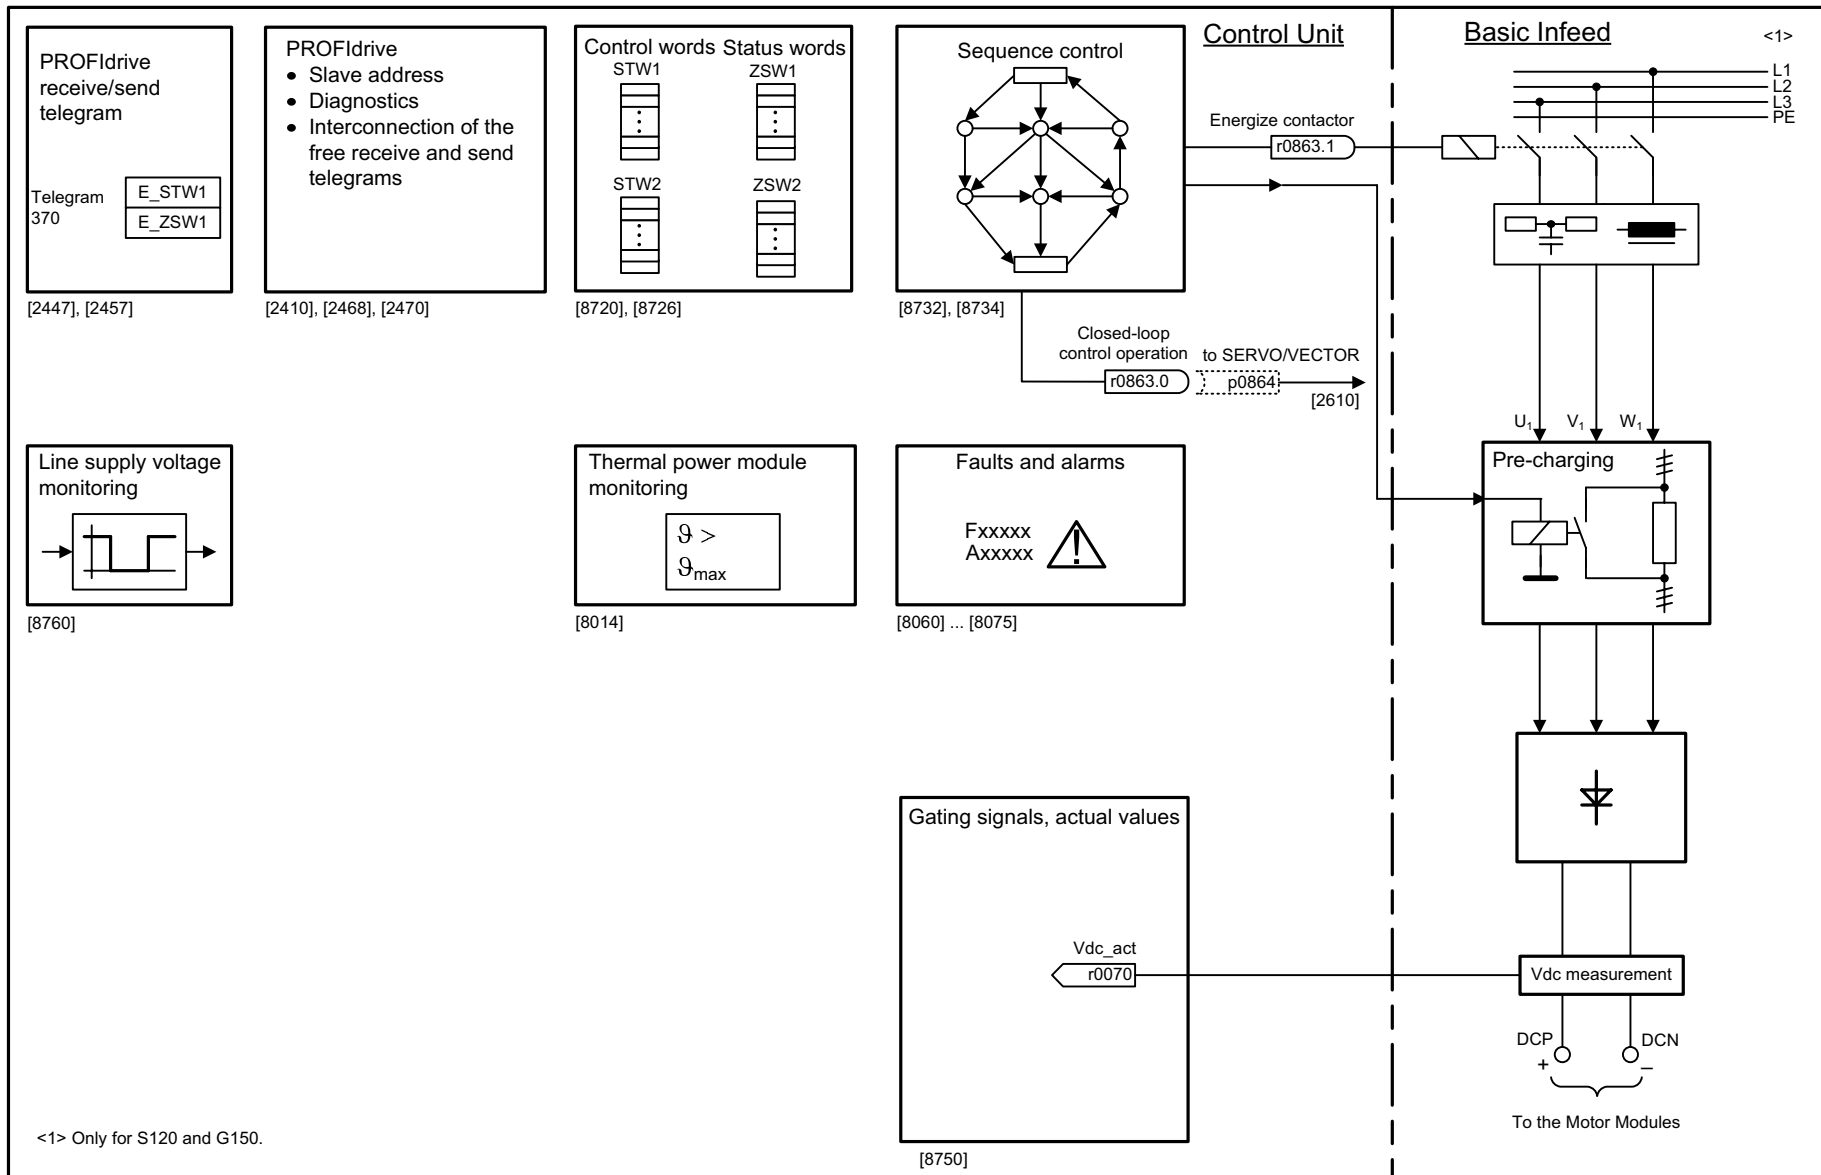 PROFIdrive
receive/send
telegram
Telegram
370
E_STW1
E_ZSW1
[2447], [2457]
PROFIdrive
• Slave address
• Diagnostics
• Interconnection of the
free receive and send
telegrams
[2410], [2468], [2470]
Control words Status words
STW1 ZSW1
STW2 ZSW2
[8720], [8726]
Sequence control
[8732], [8734]
Control Unit
Energize contactor
r0863.1
Closed-loop
control operation
r0863.0
to SERVO/VECTOR
p0864
[2610]
Basic Infeed
<1>
L1
L2
L3
PE
U1 V1 W1
Pre-charging
Line supply voltage
monitoring
[8760]
Thermal power module
monitoring
ϑ >
ϑmax
[8014]
Faults and alarms
Fxxxxx
Axxxxx
!
[8060] ... [8075]
Gating signals, actual values
Vdc_act
r0070
[8750]
Vdc measurement
DCP
+
DCN
–
To the Motor Modules
<1> Only for S120 and G150.